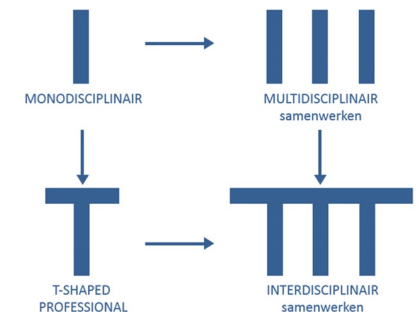 MONODISCIPLINAIR
MULTIDISCIPLINAIR
samenwerken
T-SHAPED
PROFESSIONAL
INTERDISCIPLINAIR
samenwerken